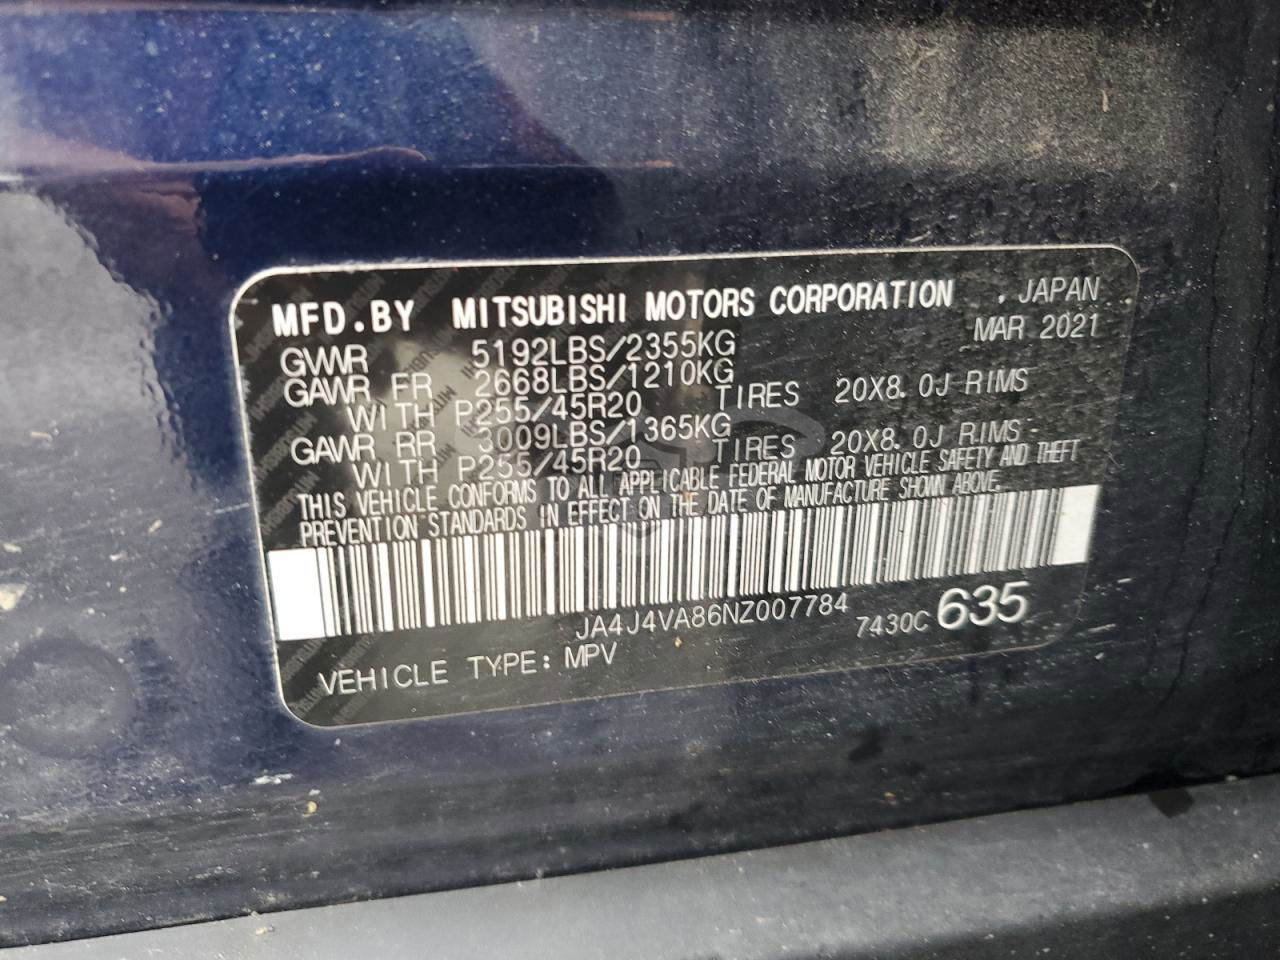 MFD.BY MITSUBISHI MOTORS CORPORATION . JAPAN
MAR 2021
GVWR 5192LBS/2355KG
GAWR FR 2668LBS/1210KG
WITH P255/45R20 TIRES 20X8.0J RIMS
GAWR RR 3009LBS/1365KG
WITH P255/45R20 TIRES 20X8.0J RIMS
THIS VEHICLE CONFORMS TO ALL APPLICABLE FEDERAL MOTOR VEHICLE SAFETY AND THEFT
PREVENTION STANDARDS IN EFFECT ON THE DATE OF MANUFACTURE SHOWN ABOVE.
JA4J4VA86NZ007784
7430C 635
VEHICLE TYPE: MPV